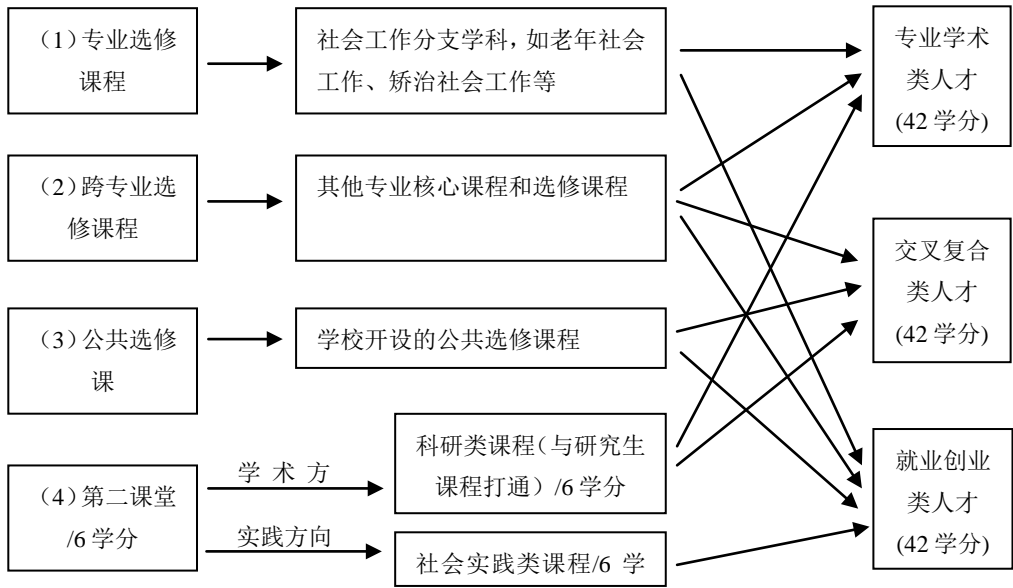 （1）专业选修
课程
社会工作分支学科，如老年社会
工作、矫治社会工作等
专业学术
类人才
(42 学分)
（2）跨专业选
修课程
其他专业核心课程和选修课程
交叉复合
类人才
(42 学分)
（3）公共选修
课
学校开设的公共选修课程
（4）第二课堂
/6 学分
学 术 方
科研类课程（与研究生
课程打通）/6 学分
实践方向
社会实践类课程/6 学
就业创业
类人才
(42 学分)